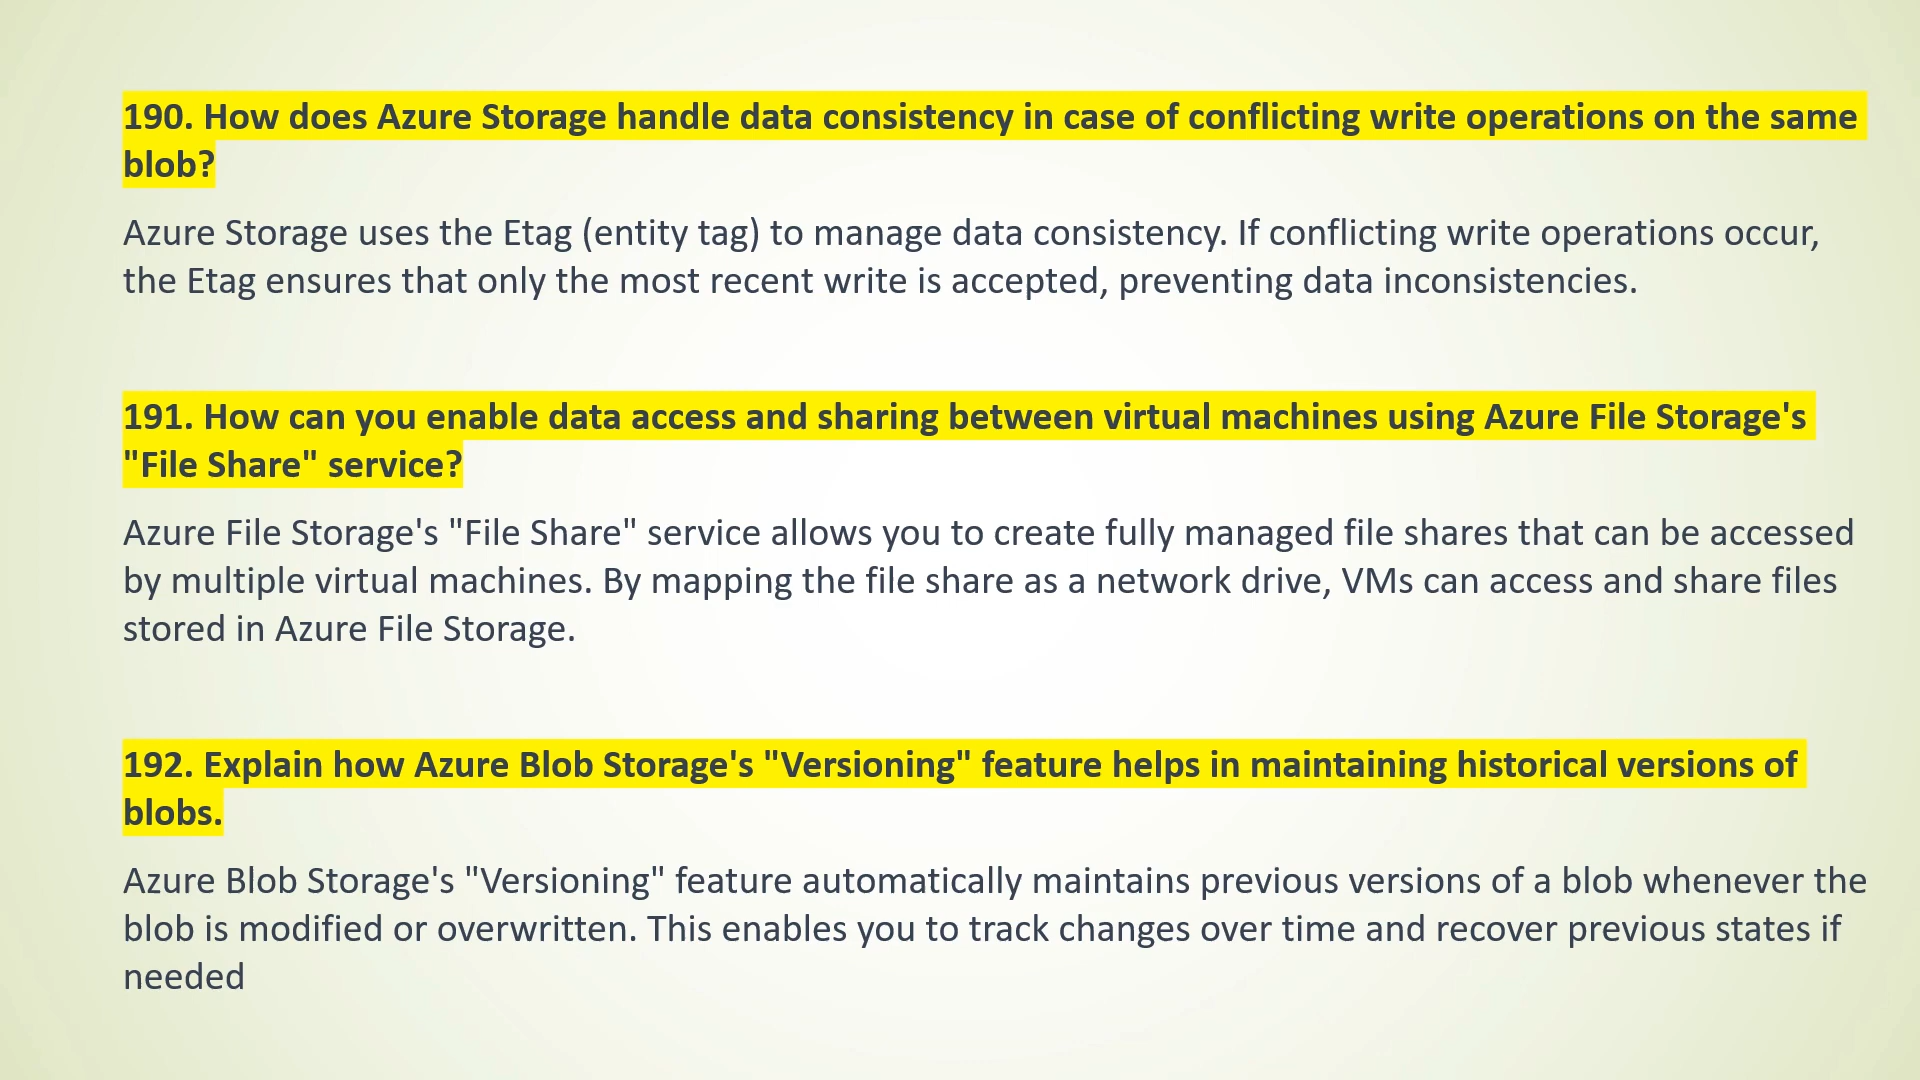 190. How does Azure Storage handle data consistency in case of conflicting write operations on the same
blob?
Azure Storage uses the Etag (entity tag) to manage data consistency. If conflicting write operations occur,
the Etag ensures that only the most recent write is accepted, preventing data inconsistencies.
191. How can you enable data access and sharing between virtual machines using Azure File Storage's
"File Share" service?
Azure File Storage's "File Share" service allows you to create fully managed file shares that can be accessed
by multiple virtual machines. By mapping the file share as a network drive, VMs can access and share files
stored in Azure File Storage.
192. Explain how Azure Blob Storage's "Versioning" feature helps in maintaining historical versions of
blobs.
Azure Blob Storage's "Versioning" feature automatically maintains previous versions of a blob whenever the
blob is modified or overwritten. This enables you to track changes over time and recover previous states if
needed